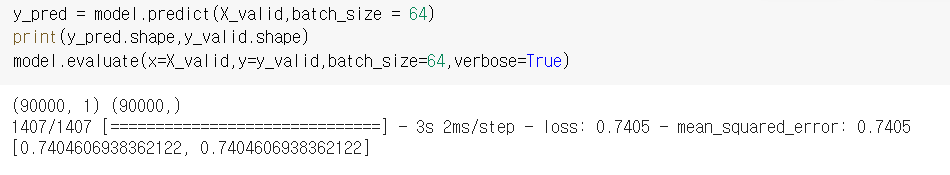 y_pred = model.predict(X_valid,batch_size = 64)
print(y_pred.shape,y_valid.shape)
model.evaluate(x=X_valid,y=y_valid,batch_size=64,verbose=True)
(90000, 1) (90000,)
1407/1407 [==============================] - 3s 2ms/step - loss: 0.7405 - mean_squared_error: 0.7405
[0.7404606938362122, 0.7404606938362122]